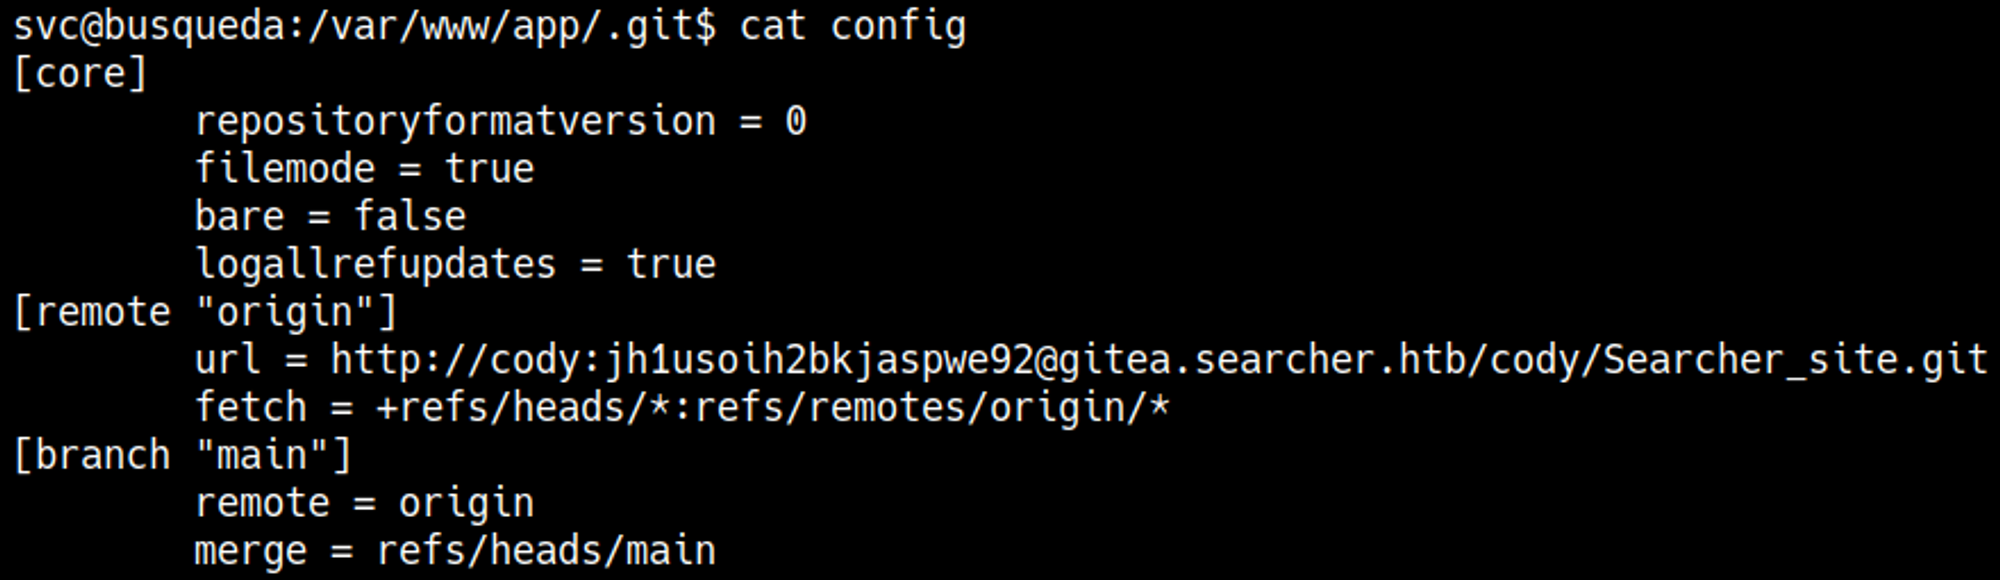 svc@busqueda:/var/www/app/.git$ cat config
[core]
        repositoryformatversion = 0
        filemode = true
        bare = false
        logallrefupdates = true
[remote "origin"]
        url = http://cody:jh1usoih2bkjaspwe92@gitea.searcher.htb/cody/Searcher_site.git
        fetch = +refs/heads/*:refs/remotes/origin/*
[branch "main"]
        remote = origin
        merge = refs/heads/main